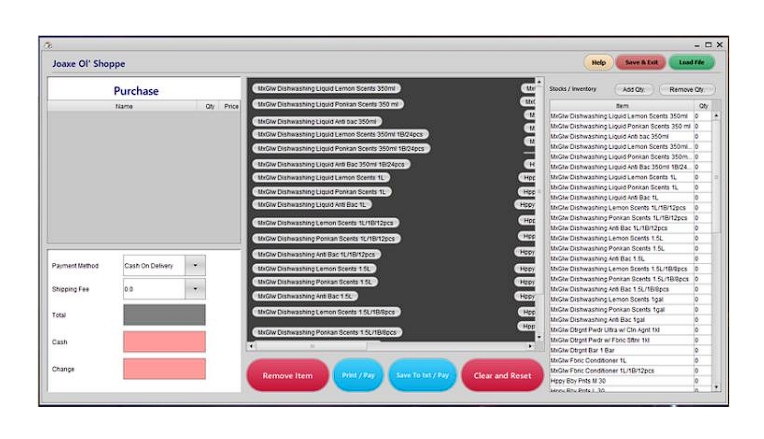 Joaxe Ol' Shoppe
Help
Save & Exit
Load File
Purchase
Name Qty Price
Payment Method
Cash On Delivery
Shipping Fee
0.0
Total
Cash
Change
MxGlw Dishwashing Liquid Lemon Scents 350ml
MxGlw Dishwashing Liquid Ponkan Scents 350 ml
MxGlw Dishwashing Liquid Anti bac 350ml
MxGlw Dishwashing Liquid Lemon Scents 350ml 1B/24pcs
MxGlw Dishwashing Liquid Ponkan Scents 350ml 1B/24pcs
MxGlw Dishwashing Liquid Anti Bac 350ml 1B/24pcs
MxGlw Dishwashing Liquid Lemon Scents 1L
MxGlw Dishwashing Liquid Ponkan Scents 1L
MxGlw Dishwashing Liquid Anti Bac 1L
MxGlw Dishwashing Lemon Scents 1L/1B/12pcs
MxGlw Dishwashing Ponkan Scents 1L/1B/12pcs
MxGlw Dishwashing Anti Bac 1L/1B/12pcs
MxGlw Dishwashing Lemon Scents 1.5L
MxGlw Dishwashing Ponkan Scents 1.5L
MxGlw Dishwashing Anti Bac 1.5L
MxGlw Dishwashing Lemon Scents 1.5L/1B/8pcs
MxGlw Dishwashing Ponkan Scents 1.5L/1B/8pcs
Remove Item
Print / Pay
Save To txt / Pay
Clear and Reset
Stocks / Inventory
Add Qty.
Remove Qty.
Item Qty
MxGlw Dishwashing Liquid Lemon Scents 350ml 0
MxGlw Dishwashing Liquid Ponkan Scents 350 ml 0
MxGlw Dishwashing Liquid Anti bac 350ml 0
MxGlw Dishwashing Liquid Lemon Scents 350ml... 0
MxGlw Dishwashing Liquid Ponkan Scents 350m... 0
MxGlw Dishwashing Liquid Anti Bac 350ml 1B/24... 0
MxGlw Dishwashing Liquid Lemon Scents 1L 0
MxGlw Dishwashing Liquid Ponkan Scents 1L 0
MxGlw Dishwashing Liquid Anti Bac 1L 0
MxGlw Dishwashing Lemon Scents 1L/1B/12pcs 0
MxGlw Dishwashing Ponkan Scents 1L/1B/12pcs 0
MxGlw Dishwashing Anti Bac 1L/1B/12pcs 0
MxGlw Dishwashing Lemon Scents 1.5L 0
MxGlw Dishwashing Ponkan Scents 1.5L 0
MxGlw Dishwashing Anti Bac 1.5L 0
MxGlw Dishwashing Lemon Scents 1.5L/1B/8pcs 0
MxGlw Dishwashing Ponkan Scents 1.5L/1B/8pcs 0
MxGlw Dishwashing Anti Bac 1.5L/1B/8pcs 0
MxGlw Dishwashing Lemon Scents 1gal 0
MxGlw Dishwashing Ponkan Scents 1gal 0
MxGlw Dishwashing Anti Bac 1gal 0
MxGlw Dtrgnt Pwdr Ultra w/ Cln Agnt 1kl 0
MxGlw Dtrgnt Pwdr w/ Fbrc Sftnr 1kl 0
MxGlw Dtrgnt Bar 1 Bar 0
MxGlw Fbrc Conditioner 1L 0
MxGlw Fbrc Conditioner 1L/1B/12pcs 0
Hppy Bby Pnts M 30 0
Hppy Bby Pnts L 30